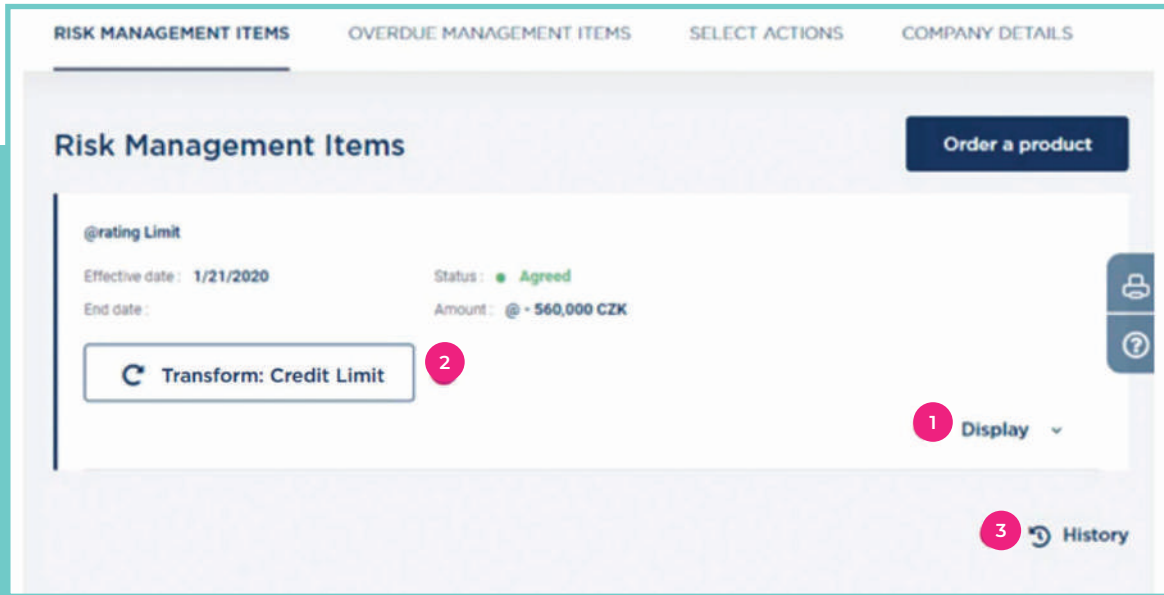 RISK MANAGEMENT ITEMS OVERDUE MANAGEMENT ITEMS SELECT ACTIONS COMPANY DETAILS
Risk Management Items
Order a product
@rating Limit
Effective date : 1/21/2020 Status : Agreed
End date : Amount : @ - 560,000 CZK
Transform: Credit Limit 2
1 Display
3 History